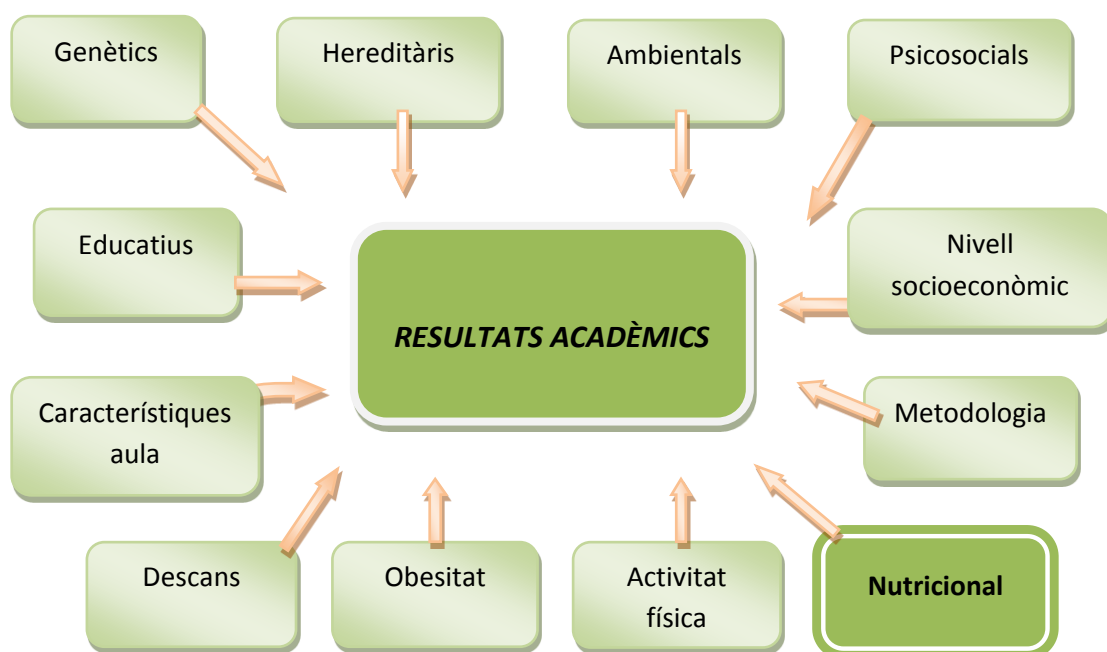 Genètics
Hereditàris
Ambientals
Psicosocials
Educatius
Nivell
socioeconòmic
RESULTATS ACADÈMICS
Característiques
aula
Metodologia
Descans
Obesitat
Activitat
física
Nutricional